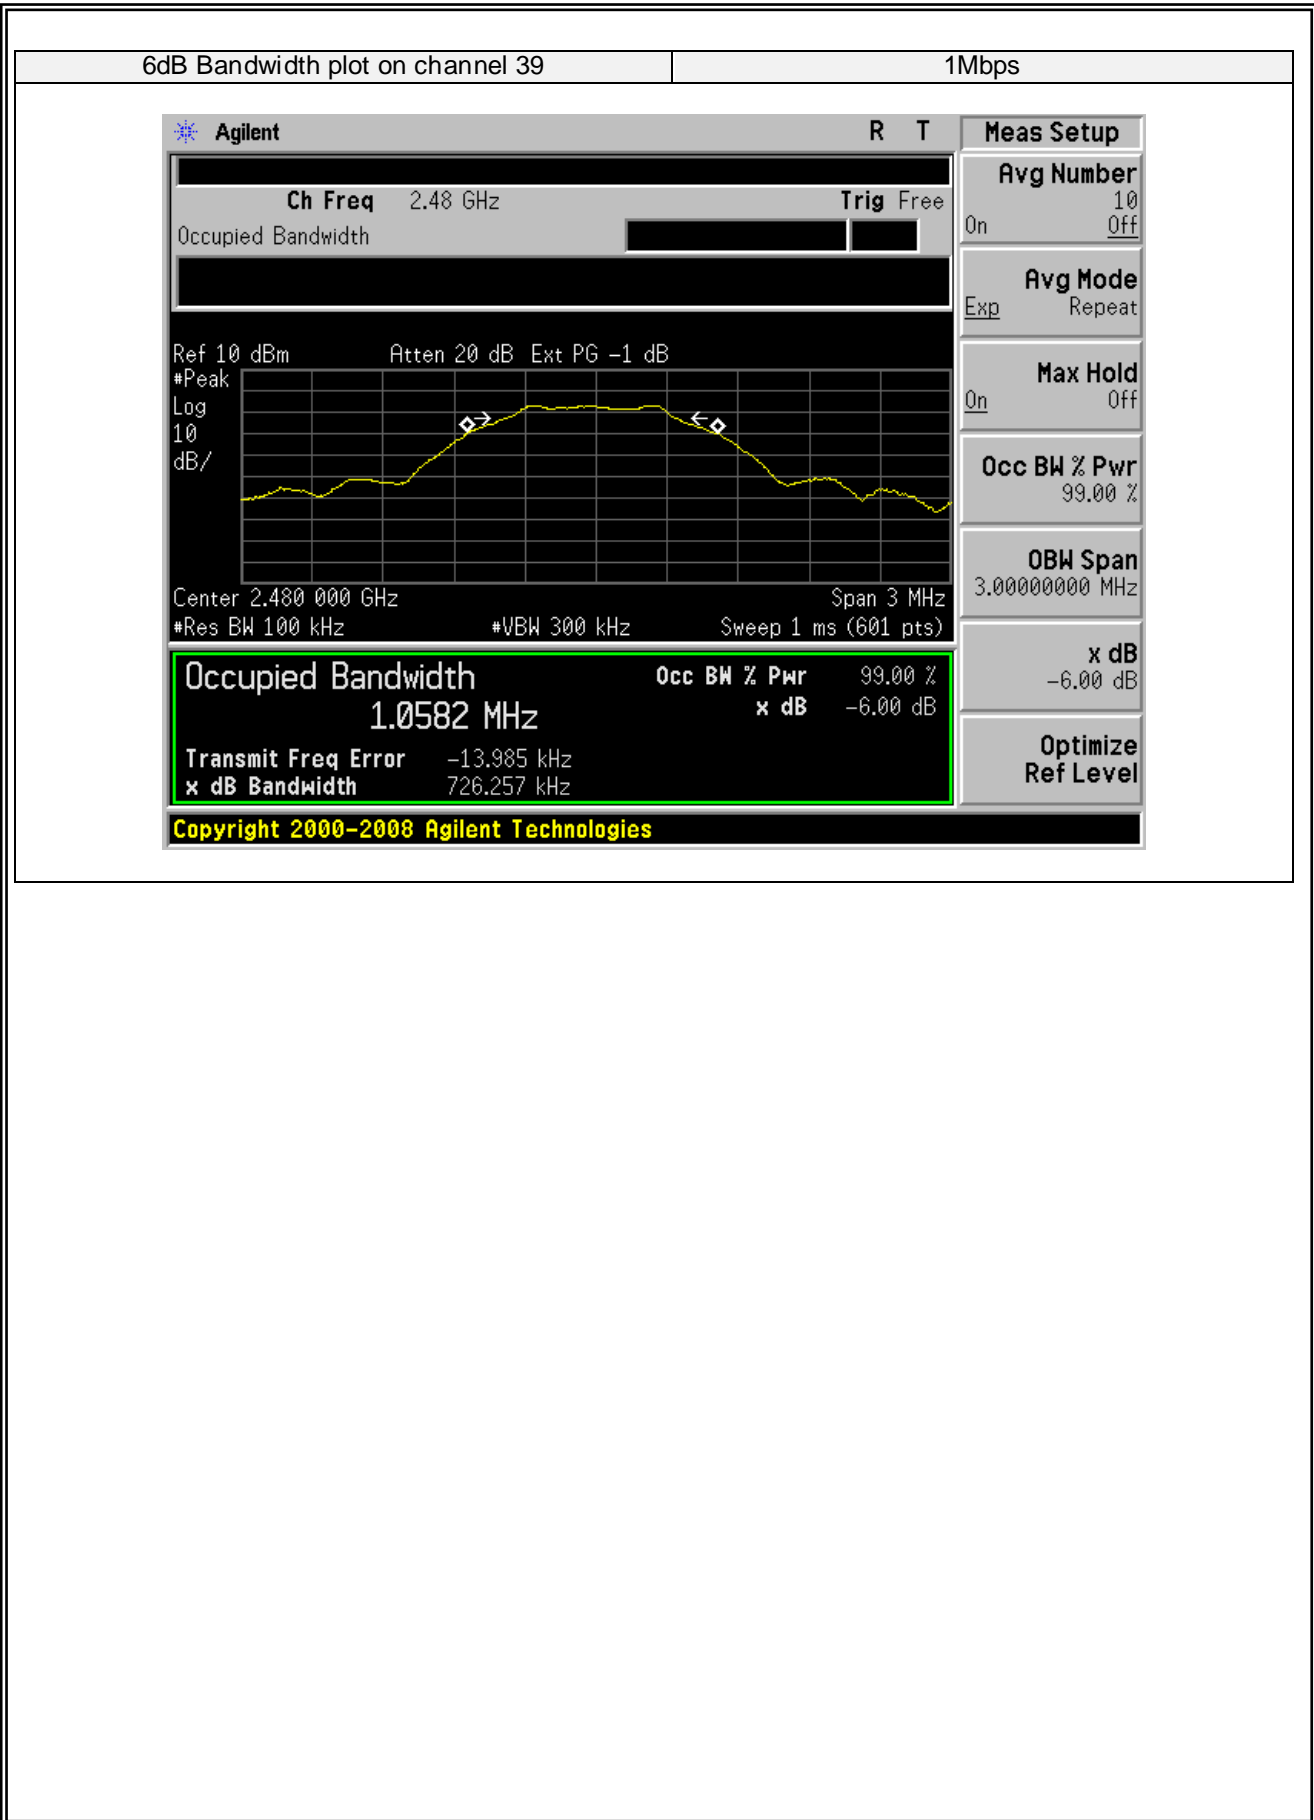 6dB Bandwidth plot on channel 39 1Mbps
Agilent R T
Meas Setup
Ch Freq 2.48 GHz Trig Free
Occupied Bandwidth
Avg Number
10
On Off
Avg Mode
Exp Repeat
Max Hold
On Off
Occ BW % Pwr
99.00 %
OBW Span
3.00000000 MHz
x dB
-6.00 dB
Optimize
Ref Level
Ref 10 dBm Atten 20 dB Ext PG -1 dB
#Peak
Log
10
dB/
Center 2.480 000 GHz Span 3 MHz
#Res BW 100 kHz #VBW 300 kHz Sweep 1 ms (601 pts)
Occupied Bandwidth Occ BW % Pwr 99.00 %
1.0582 MHz x dB -6.00 dB
Transmit Freq Error -13.985 kHz
x dB Bandwidth 726.257 kHz
Copyright 2000-2008 Agilent Technologies